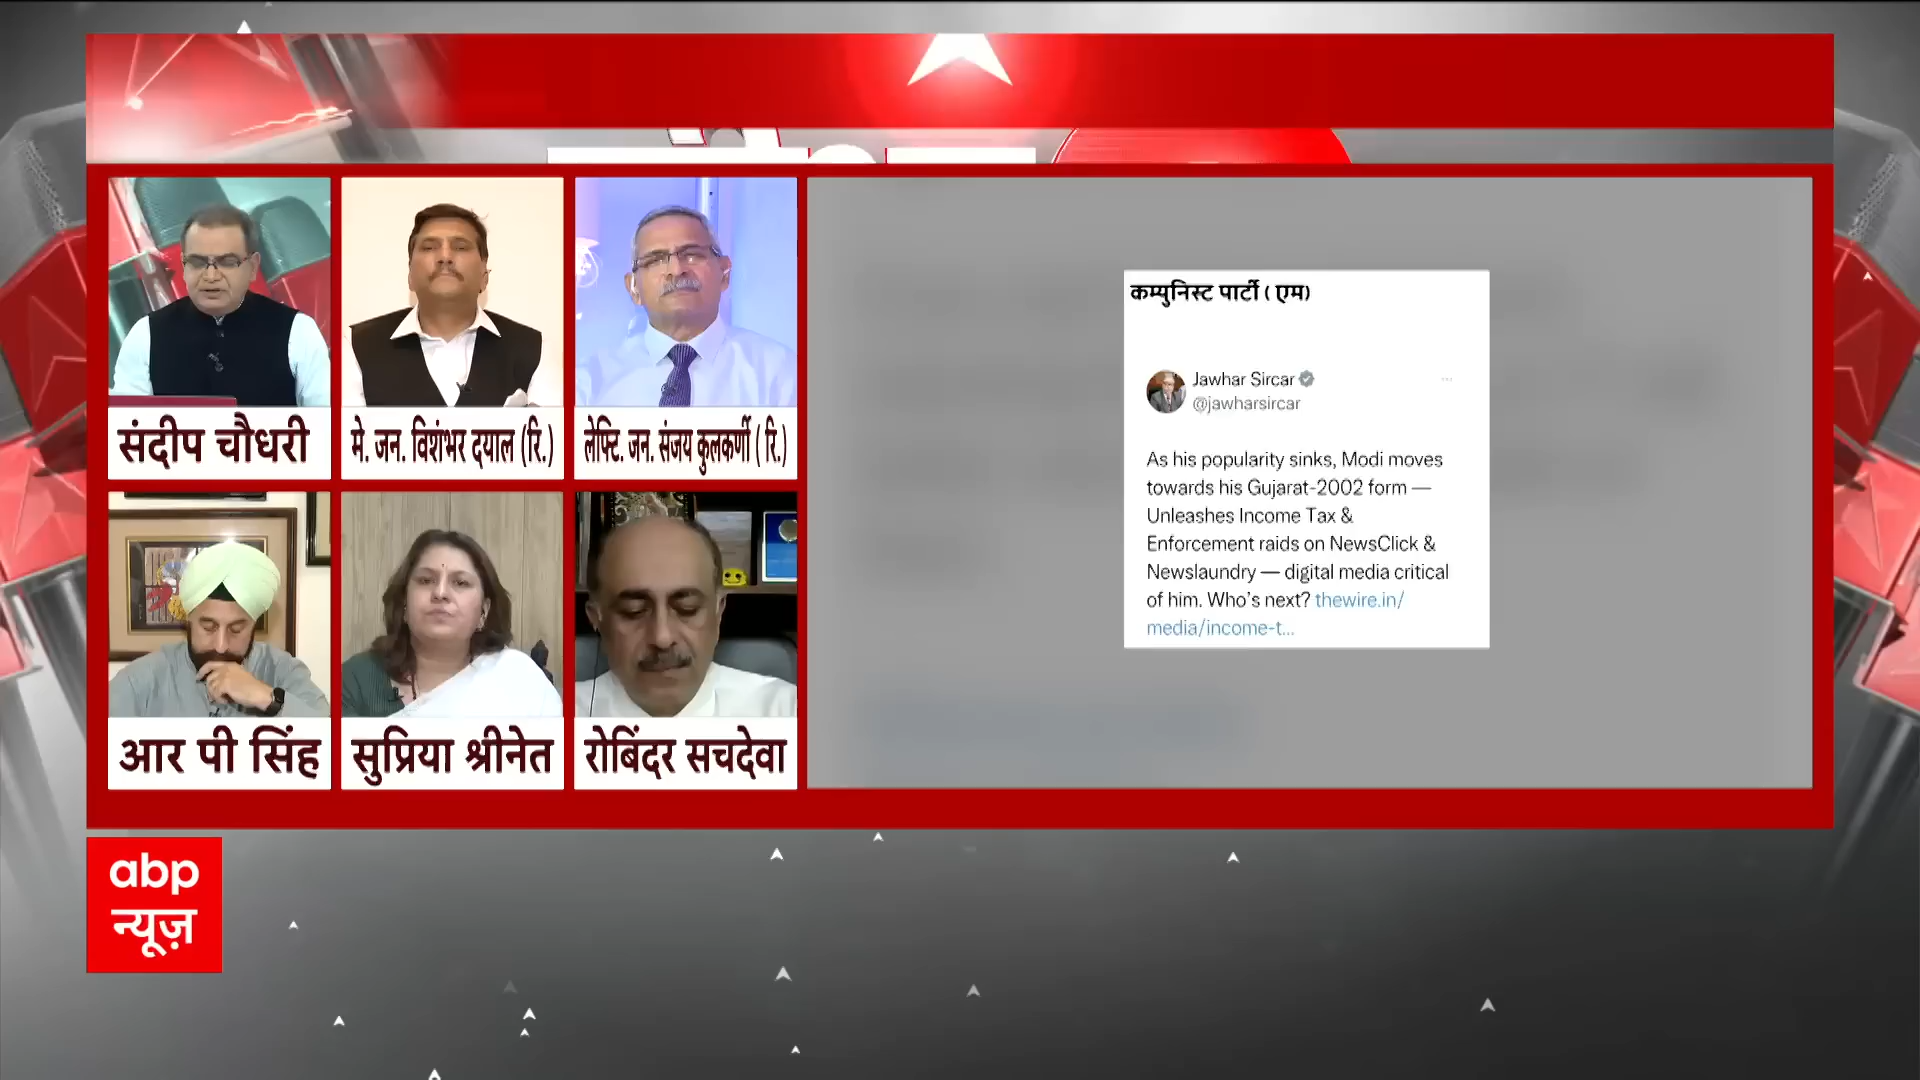 संदीप चौधरी
मे. जन. विशंभर दयाल (रि.)
लेफ्टि. जन. संजय कुलकर्णी ( रि.)
आर पी सिंह
सुप्रिया श्रीनेत
रोबिंदर सचदेवा
कम्युनिस्ट पार्टी ( एम)
Jawhar Sircar
@jawharsircar
As his popularity sinks, Modi moves
towards his Gujarat-2002 form —
Unleashes Income Tax &
Enforcement raids on NewsClick &
Newslaundry — digital media critical
of him. Who's next? thewire.in/
media/income-t...
abp
न्यूज़